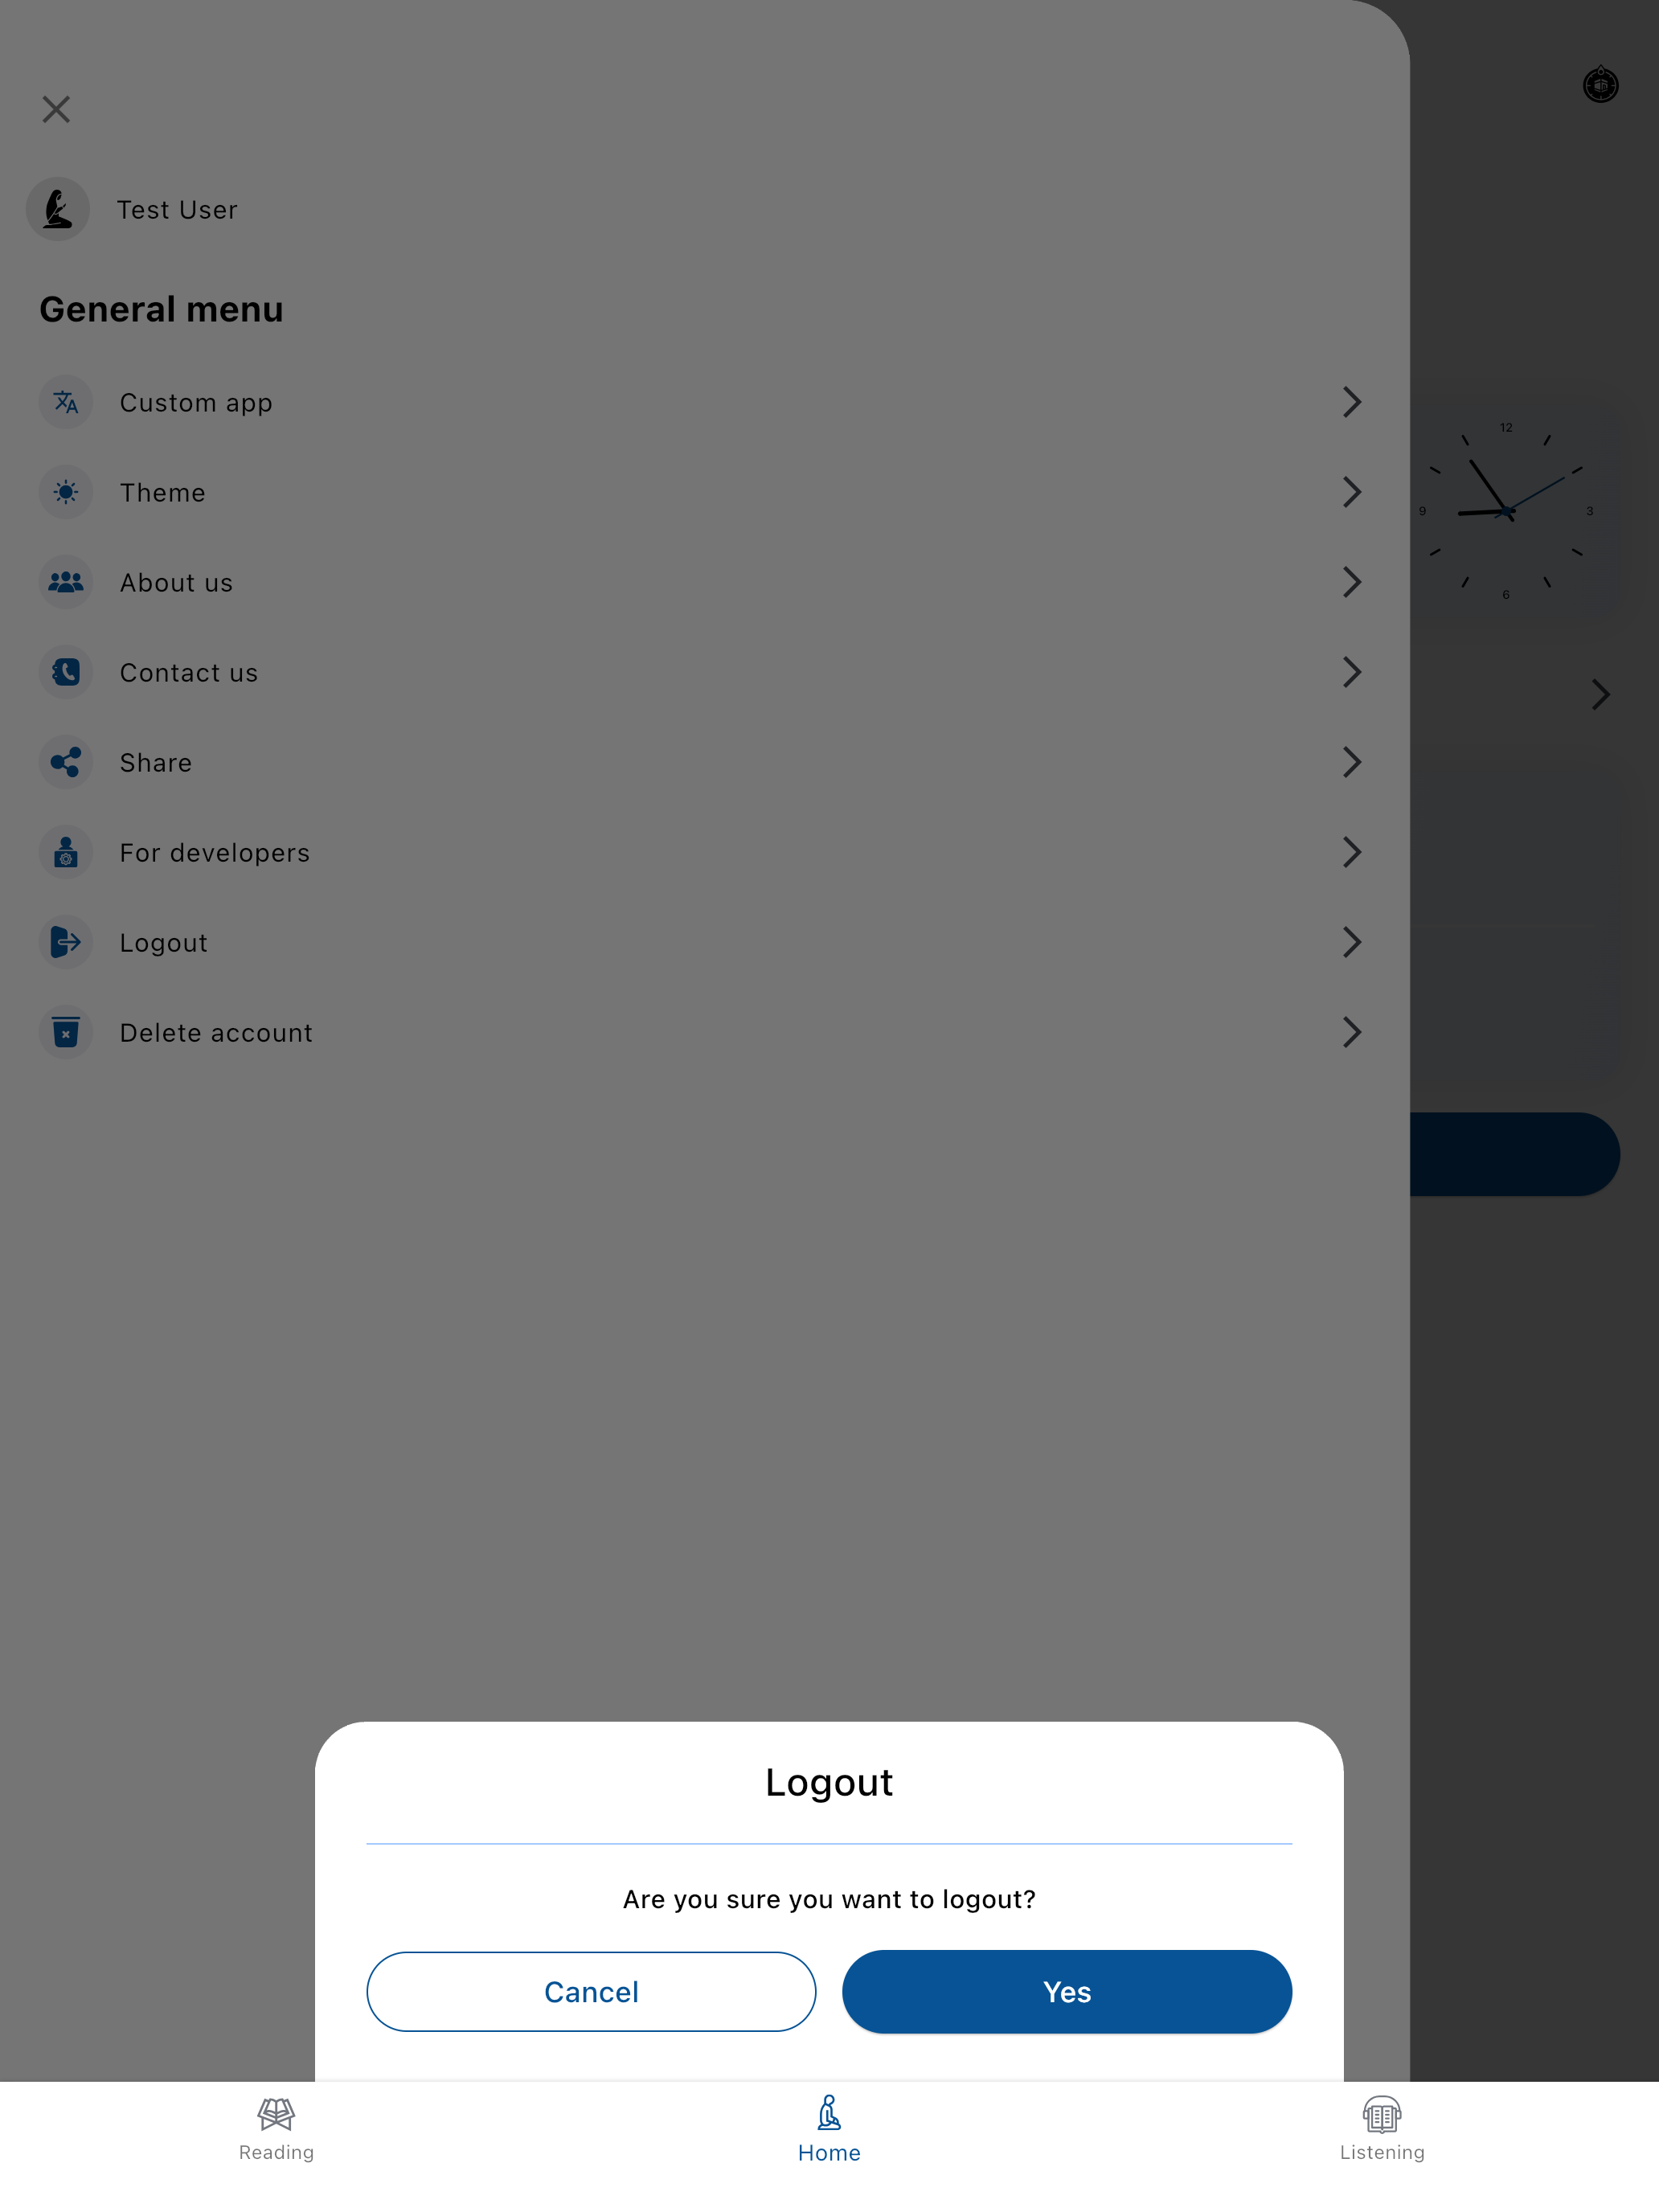 Test User
General menu
Custom app
Theme
About us
Contact us
Share
For developers
Logout
Delete account
12
9
3
6
Logout
Are you sure you want to logout?
Cancel
Yes
Reading
Home
Listening